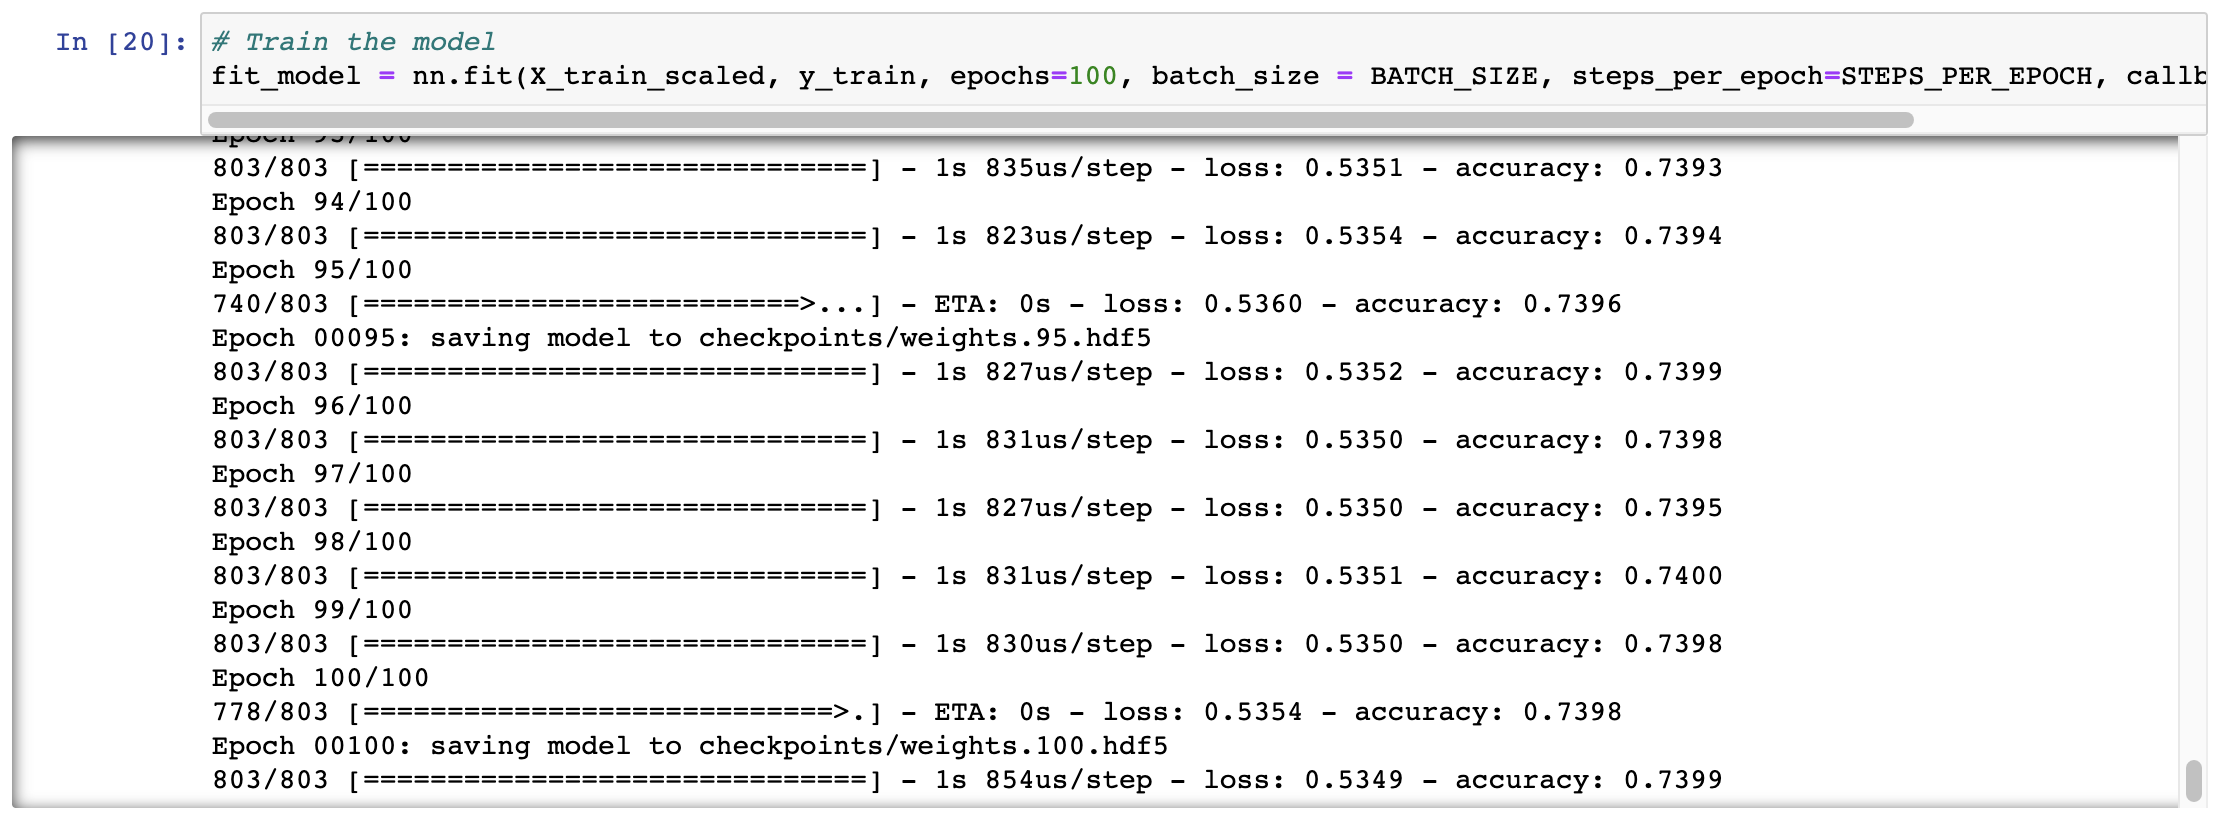 In [20]:
# Train the model
fit_model = nn.fit(X_train_scaled, y_train, epochs=100, batch_size = BATCH_SIZE, steps_per_epoch=STEPS_PER_EPOCH, callb
Epoch 93/100
803/803 [==============================] - 1s 835us/step - loss: 0.5351 - accuracy: 0.7393
Epoch 94/100
803/803 [==============================] - 1s 823us/step - loss: 0.5354 - accuracy: 0.7394
Epoch 95/100
740/803 [==========================>...] - ETA: 0s - loss: 0.5360 - accuracy: 0.7396
Epoch 00095: saving model to checkpoints/weights.95.hdf5
803/803 [==============================] - 1s 827us/step - loss: 0.5352 - accuracy: 0.7399
Epoch 96/100
803/803 [==============================] - 1s 831us/step - loss: 0.5350 - accuracy: 0.7398
Epoch 97/100
803/803 [==============================] - 1s 827us/step - loss: 0.5350 - accuracy: 0.7395
Epoch 98/100
803/803 [==============================] - 1s 831us/step - loss: 0.5351 - accuracy: 0.7400
Epoch 99/100
803/803 [==============================] - 1s 830us/step - loss: 0.5350 - accuracy: 0.7398
Epoch 100/100
778/803 [============================>.] - ETA: 0s - loss: 0.5354 - accuracy: 0.7398
Epoch 00100: saving model to checkpoints/weights.100.hdf5
803/803 [==============================] - 1s 854us/step - loss: 0.5349 - accuracy: 0.7399